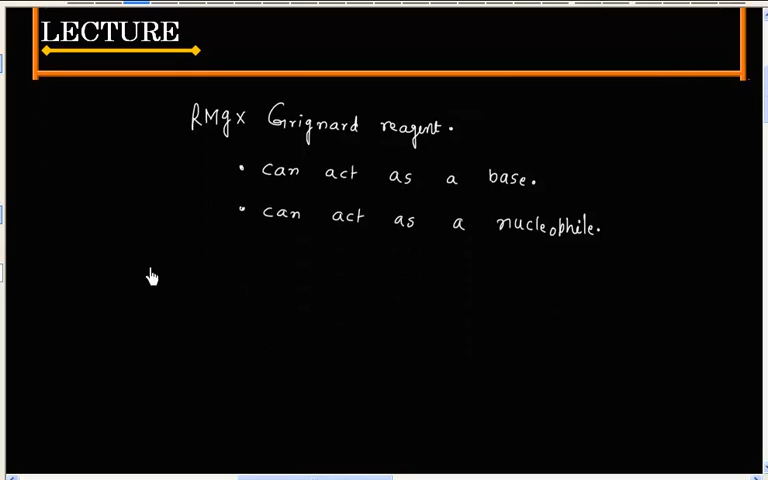 LECTURE
RMgX Grignard reagent.
• can act as a base.
• can act as a nucleophile.